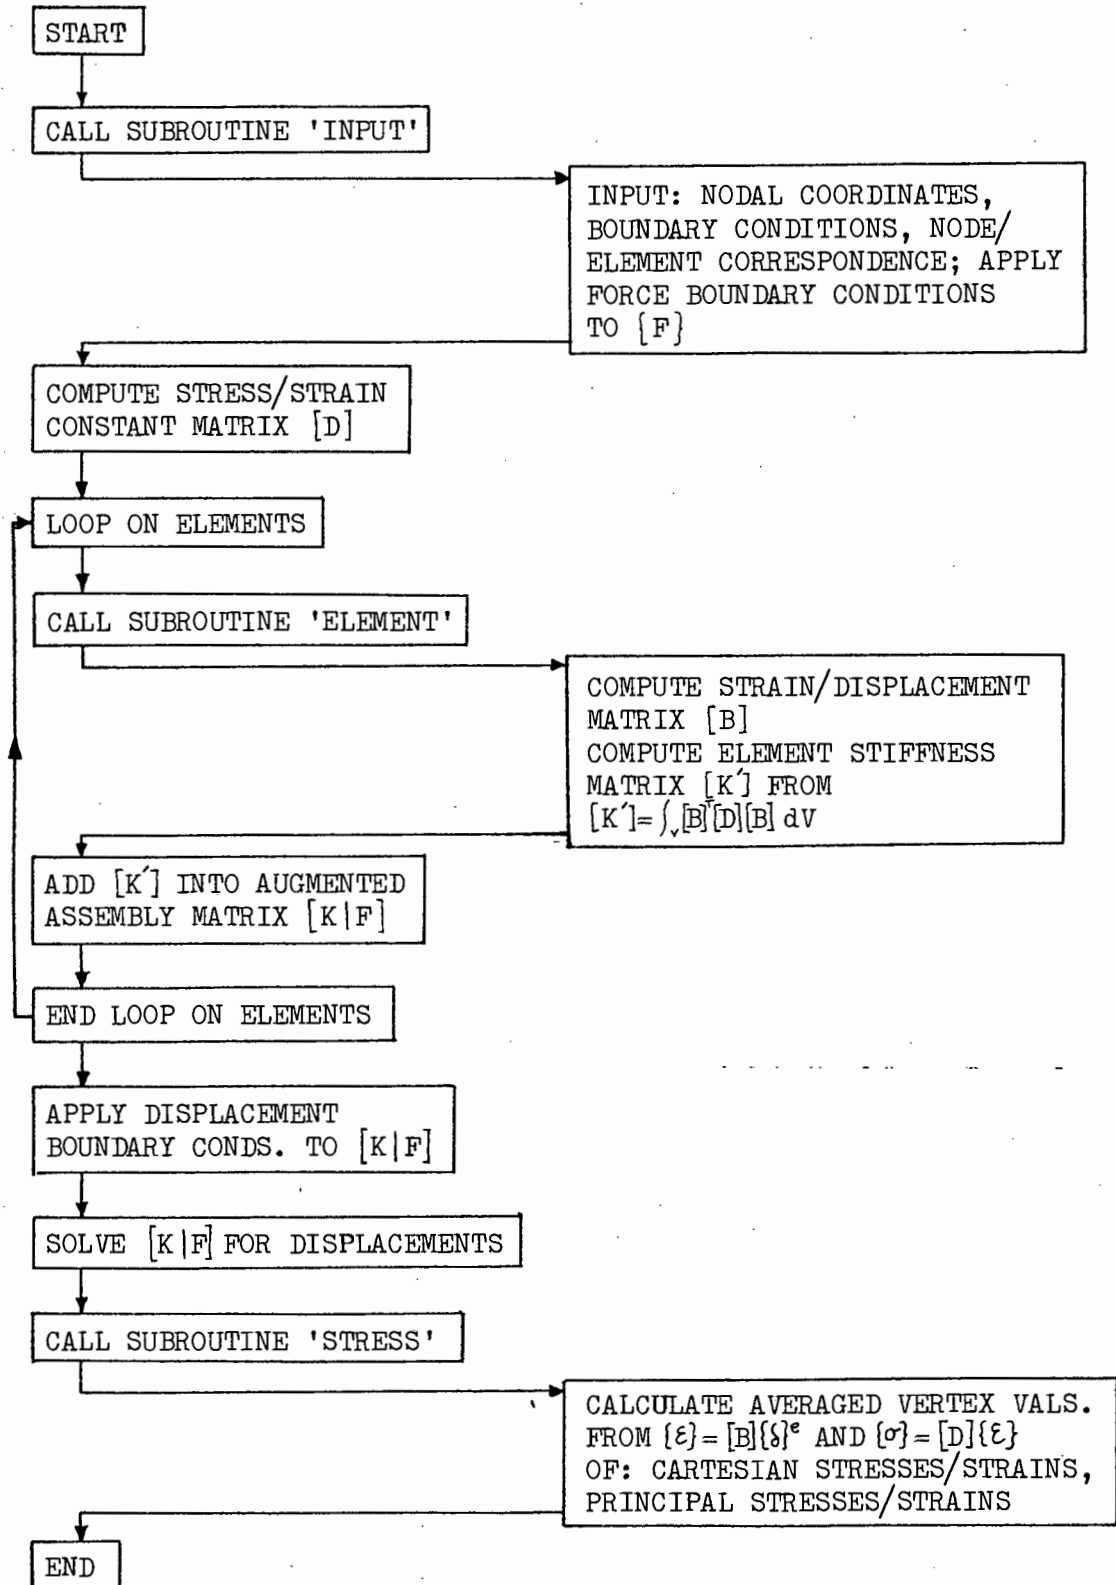 START
CALL SUBROUTINE 'INPUT'
INPUT: NODAL COORDINATES,
BOUNDARY CONDITIONS, NODE/
ELEMENT CORRESPONDENCE; APPLY
FORCE BOUNDARY CONDITIONS
TO {F}
COMPUTE STRESS/STRAIN
CONSTANT MATRIX [D]
LOOP ON ELEMENTS
CALL SUBROUTINE 'ELEMENT'
COMPUTE STRAIN/DISPLACEMENT
MATRIX [B]
COMPUTE ELEMENT STIFFNESS
MATRIX [K′] FROM
[K′]=∫ᵥ[B]ᵀ[D][B] dV
ADD [K′] INTO AUGMENTED
ASSEMBLY MATRIX [K|F]
END LOOP ON ELEMENTS
APPLY DISPLACEMENT
BOUNDARY CONDS. TO [K|F]
SOLVE [K|F] FOR DISPLACEMENTS
CALL SUBROUTINE 'STRESS'
CALCULATE AVERAGED VERTEX VALS.
FROM {ε}=[B]{δ}ᵉ AND {σ}=[D]{ε}
OF: CARTESIAN STRESSES/STRAINS,
PRINCIPAL STRESSES/STRAINS
END